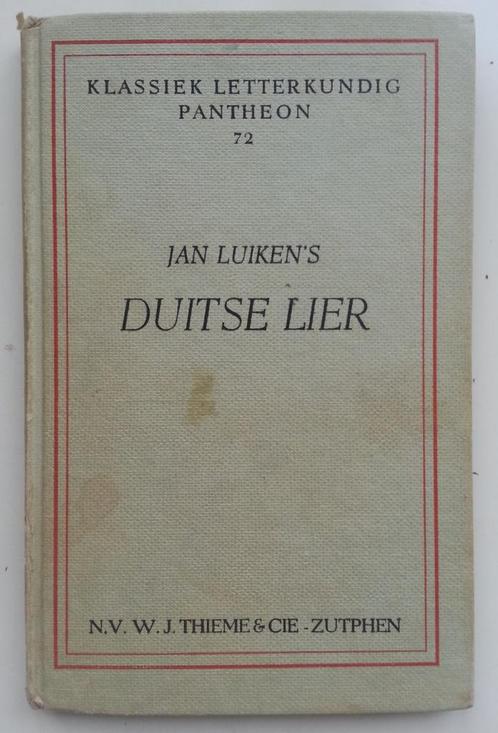 KLASSIEK LETTERKUNDIG
PANTHEON
72
JAN LUIKEN'S
DUITSE LIER
N.V. W.J. THIEME & CIE - ZUTPHEN